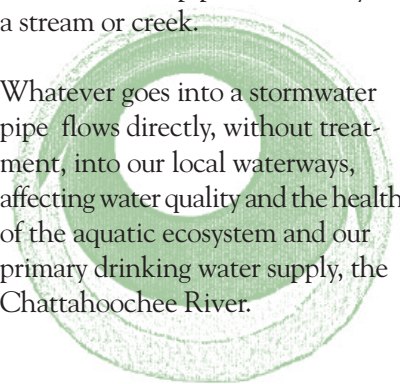 a stream or creek.
Whatever goes into a stormwater
pipe flows directly, without treat-
ment, into our local waterways,
affecting water quality and the health
of the aquatic ecosystem and our
primary drinking water supply, the
Chattahoochee River.